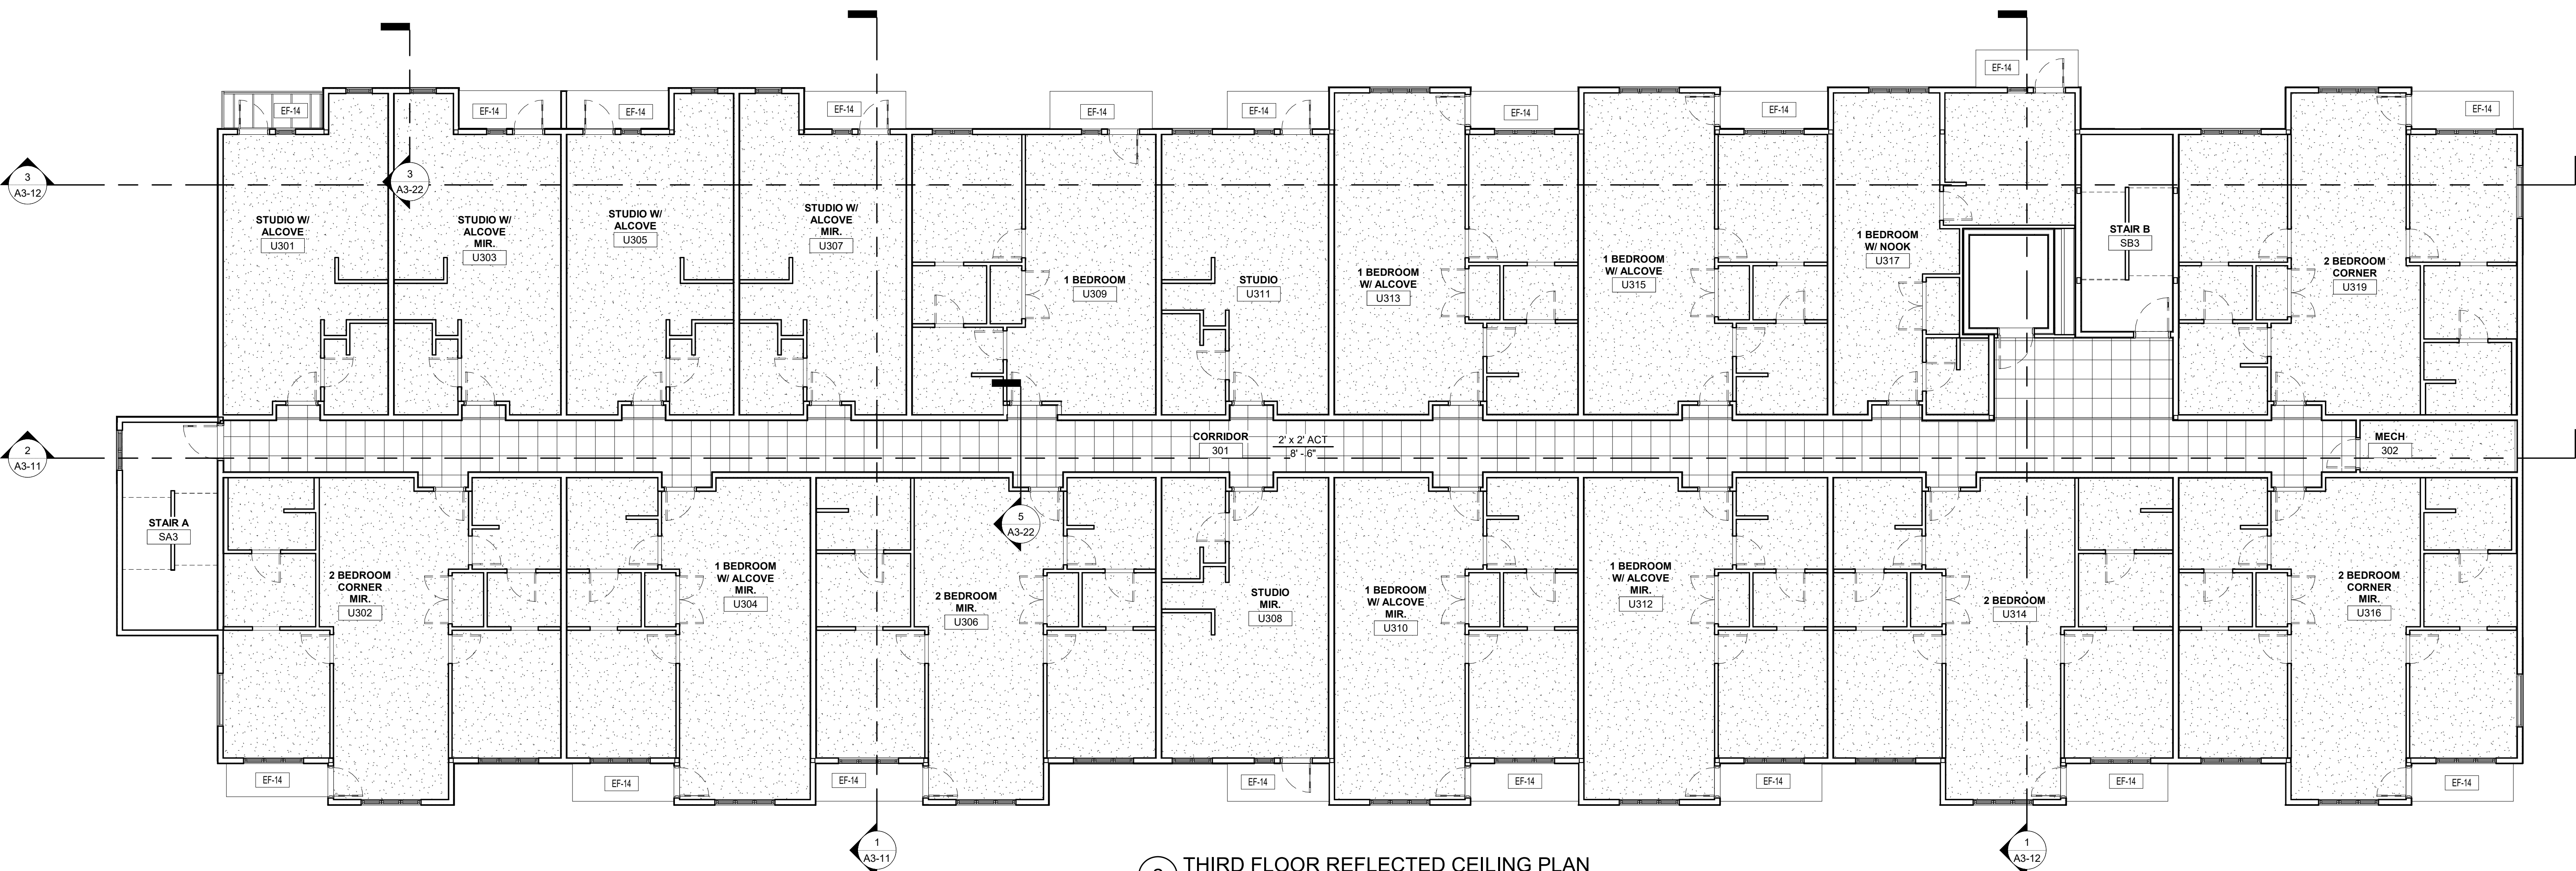 EF-14
EF-14
EF-14
EF-14
EF-14
EF-14
EF-14
EF-14
EF-14
EF-14
3
A3-12
3
A3-22
STUDIO W/
ALCOVE
U301
STUDIO W/
ALCOVE
MIR.
U303
STUDIO W/
ALCOVE
U305
STUDIO W/
ALCOVE
MIR.
U307
1 BEDROOM
U309
STUDIO
U311
1 BEDROOM
W/ ALCOVE
U313
1 BEDROOM
W/ ALCOVE
U315
1 BEDROOM
W/ NOOK
U317
STAIR B
SB3
2 BEDROOM
CORNER
U319
2
A3-11
CORRIDOR
301
2' x 2' ACT
8' - 6"
MECH
302
STAIR A
SA3
5
A3-22
2 BEDROOM
CORNER
MIR.
U302
1 BEDROOM
W/ ALCOVE
MIR.
U304
2 BEDROOM
MIR.
U306
STUDIO
MIR.
U308
1 BEDROOM
W/ ALCOVE
MIR.
U310
1 BEDROOM
W/ ALCOVE
MIR.
U312
2 BEDROOM
U314
2 BEDROOM
CORNER
MIR.
U316
EF-14
EF-14
EF-14
EF-14
EF-14
EF-14
EF-14
EF-14
1
A3-11
1
A3-12
THIRD FLOOR REFLECTED CEILING PLAN